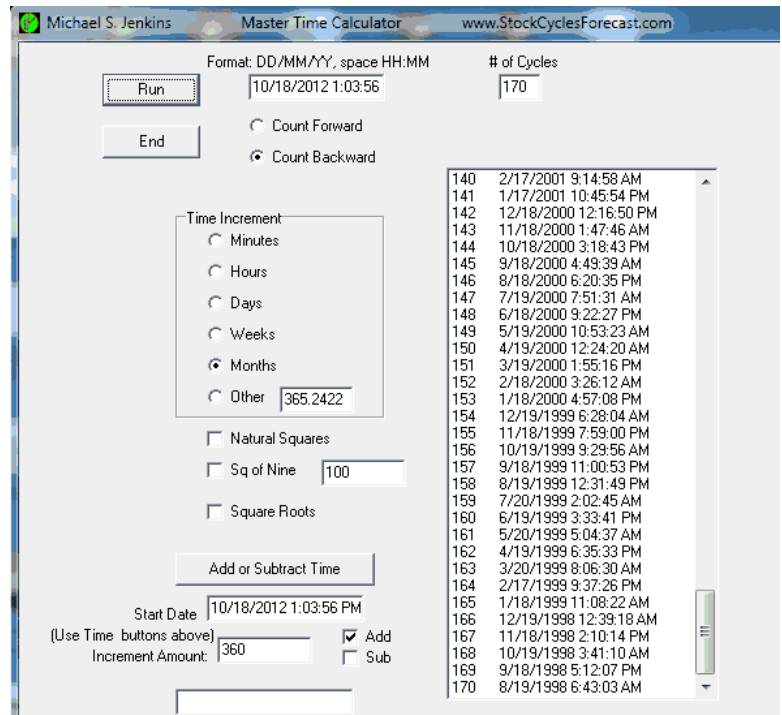 Michael S. Jenkins Master Time Calculator www.StockCyclesForecast.com
Format: DD/MM/YY, space HH:MM # of Cycles
Run 10/18/2012 1:03:56 170
Count Forward
End
Count Backward
Time Increment
Minutes
Hours
Days
Weeks
Months
Other 365.2422
Natural Squares
Sq of Nine 100
Square Roots
Add or Subtract Time
Start Date 10/18/2012 1:03:56 PM
(Use Time buttons above)
Increment Amount: 360
Add
Sub
140 2/17/2001 9:14:58 AM
141 1/17/2001 10:45:54 PM
142 12/18/2000 12:16:50 PM
143 11/18/2000 1:47:46 AM
144 10/18/2000 3:18:43 PM
145 9/18/2000 4:49:39 AM
146 8/18/2000 6:20:35 PM
147 7/19/2000 7:51:31 AM
148 6/18/2000 9:22:27 PM
149 5/19/2000 10:53:23 AM
150 4/19/2000 12:24:20 AM
151 3/19/2000 1:55:16 PM
152 2/18/2000 3:26:12 AM
153 1/18/2000 4:57:08 PM
154 12/19/1999 6:28:04 AM
155 11/18/1999 7:59:00 PM
156 10/19/1999 9:29:56 AM
157 9/18/1999 11:00:53 PM
158 8/19/1999 12:31:49 PM
159 7/20/1999 2:02:45 AM
160 6/19/1999 3:33:41 PM
161 5/20/1999 5:04:37 AM
162 4/19/1999 6:35:33 PM
163 3/20/1999 8:06:30 AM
164 2/17/1999 9:37:26 PM
165 1/18/1999 11:08:22 AM
166 12/19/1998 12:39:18 AM
167 11/18/1998 2:10:14 PM
168 10/19/1998 3:41:10 AM
169 9/18/1998 5:12:07 PM
170 8/19/1998 6:43:03 AM